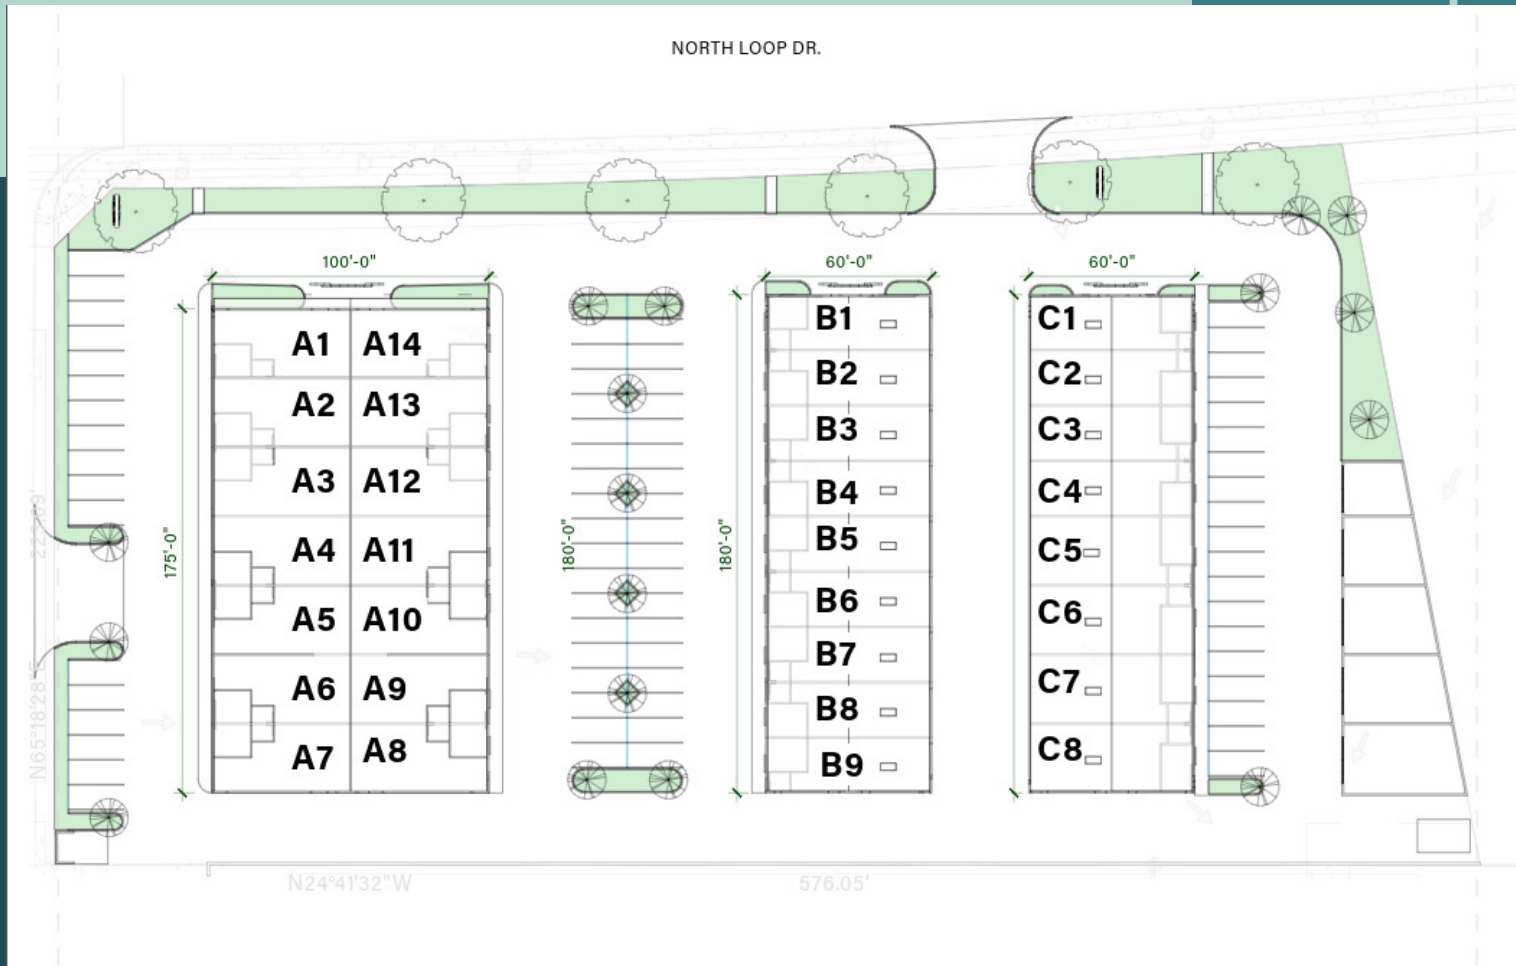 NORTH LOOP DR.
100'-0"
60'-0"
60'-0"
A1 A14
A2 A13
A3 A12
A4 A11
A5 A10
A6 A9
A7 A8
175'-0"
180'-0"
180'-0"
B1
B2
B3
B4
B5
B6
B7
B8
B9
C1
C2
C3
C4
C5
C6
C7
C8
N65°18'28"E
N24°41'32"W
576.05'